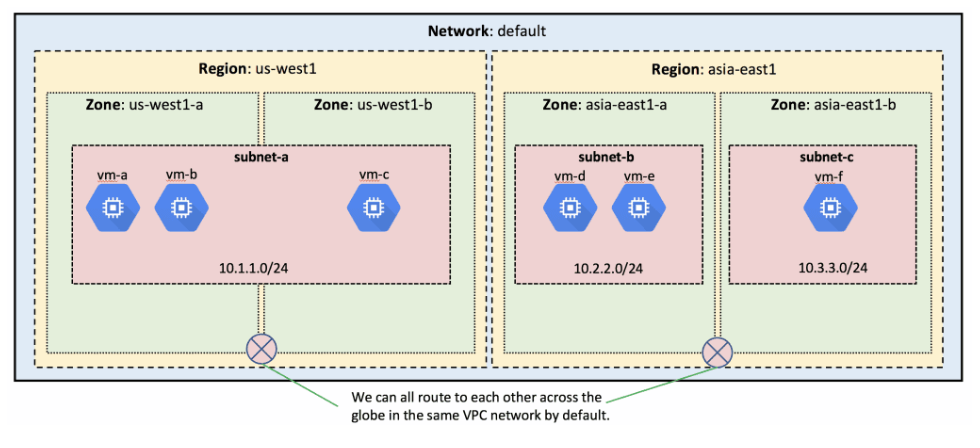 Network: default
Region: us-west1
Region: asia-east1
Zone: us-west1-a
Zone: us-west1-b
Zone: asia-east1-a
Zone: asia-east1-b
subnet-a
subnet-b
subnet-c
vm-a
vm-b
vm-c
vm-d
vm-e
vm-f
10.1.1.0/24
10.2.2.0/24
10.3.3.0/24
We can all route to each other across the
globe in the same VPC network by default.